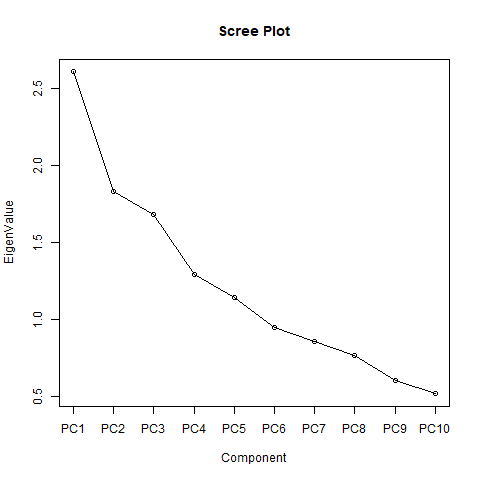 Scree Plot
EigenValue
2.5
2.0
1.5
1.0
0.5
PC1 PC2 PC3 PC4 PC5 PC6 PC7 PC8 PC9 PC10
Component